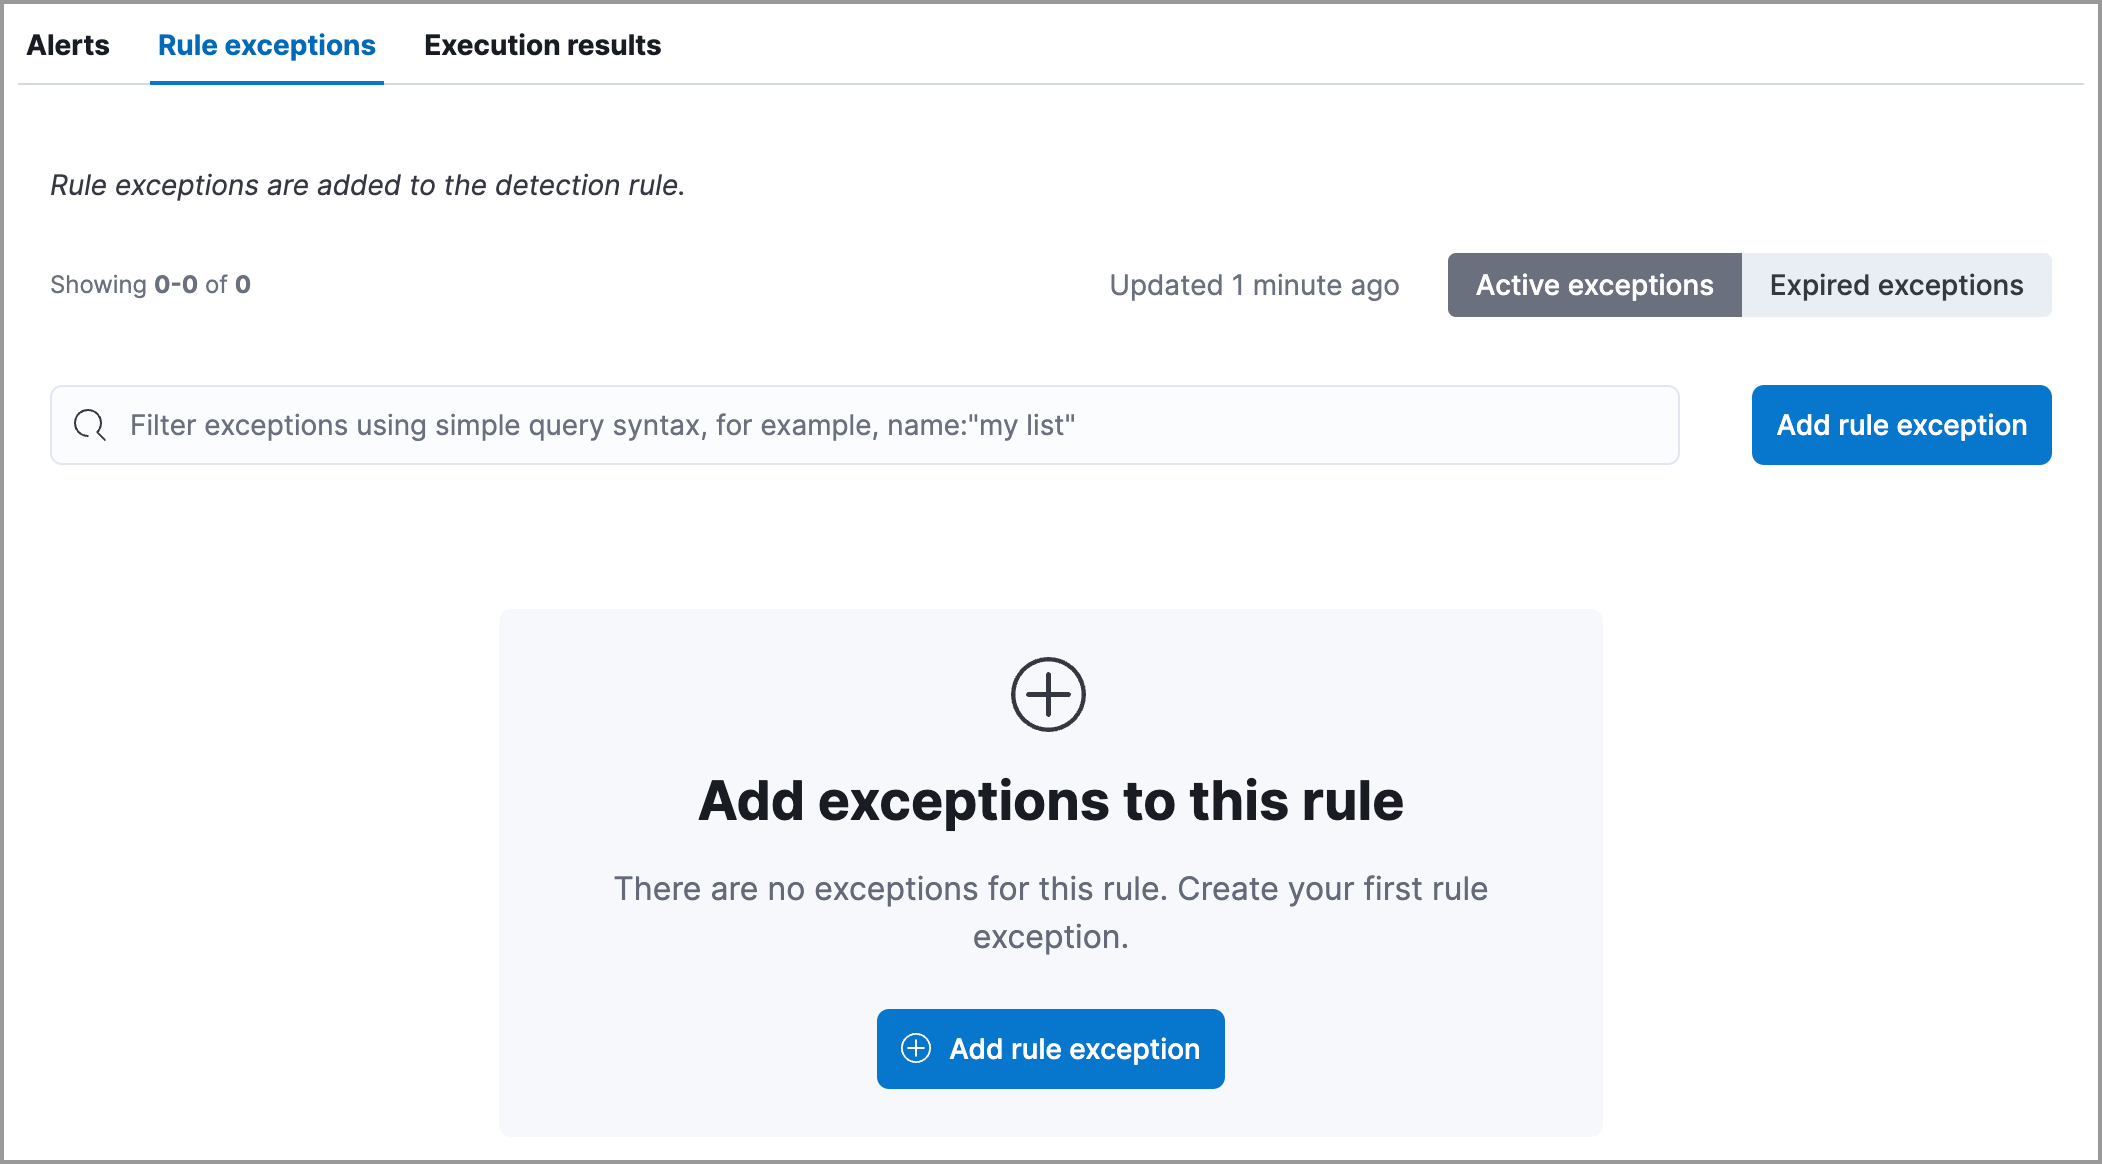 Alerts Rule exceptions Execution results
Rule exceptions are added to the detection rule.
Showing 0-0 of 0 Updated 1 minute ago Active exceptions Expired exceptions
Filter exceptions using simple query syntax, for example, name:"my list" Add rule exception
Add exceptions to this rule
There are no exceptions for this rule. Create your first rule
exception.
Add rule exception